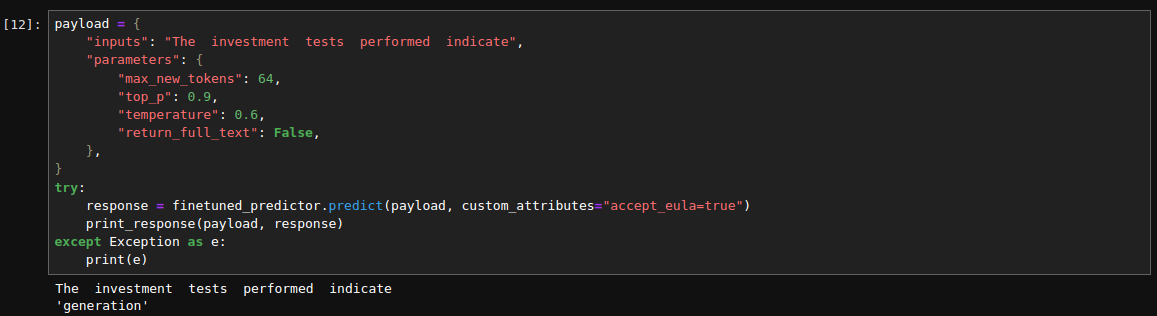 [12]: payload = {
    "inputs": "The  investment  tests  performed  indicate",
    "parameters": {
        "max_new_tokens": 64,
        "top_p": 0.9,
        "temperature": 0.6,
        "return_full_text": False,
    },
}
try:
    response = finetuned_predictor.predict(payload, custom_attributes="accept_eula=true")
    print_response(payload, response)
except Exception as e:
    print(e)
The  investment  tests  performed  indicate
'generation'